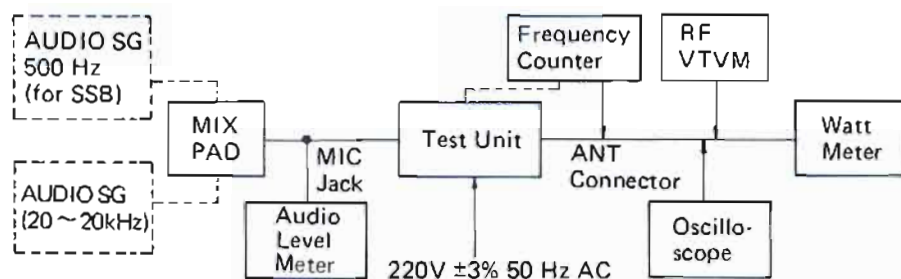 AUDIO SG
500 Hz
(for SSB)
AUDIO SG
(20~20kHz)
MIX
PAD
MIC
Jack
Audio
Level
Meter
Test Unit
220V ±3% 50 Hz AC
Frequency
Counter
ANT
Connector
RF
VTVM
Oscillo-
scope
Watt
Meter